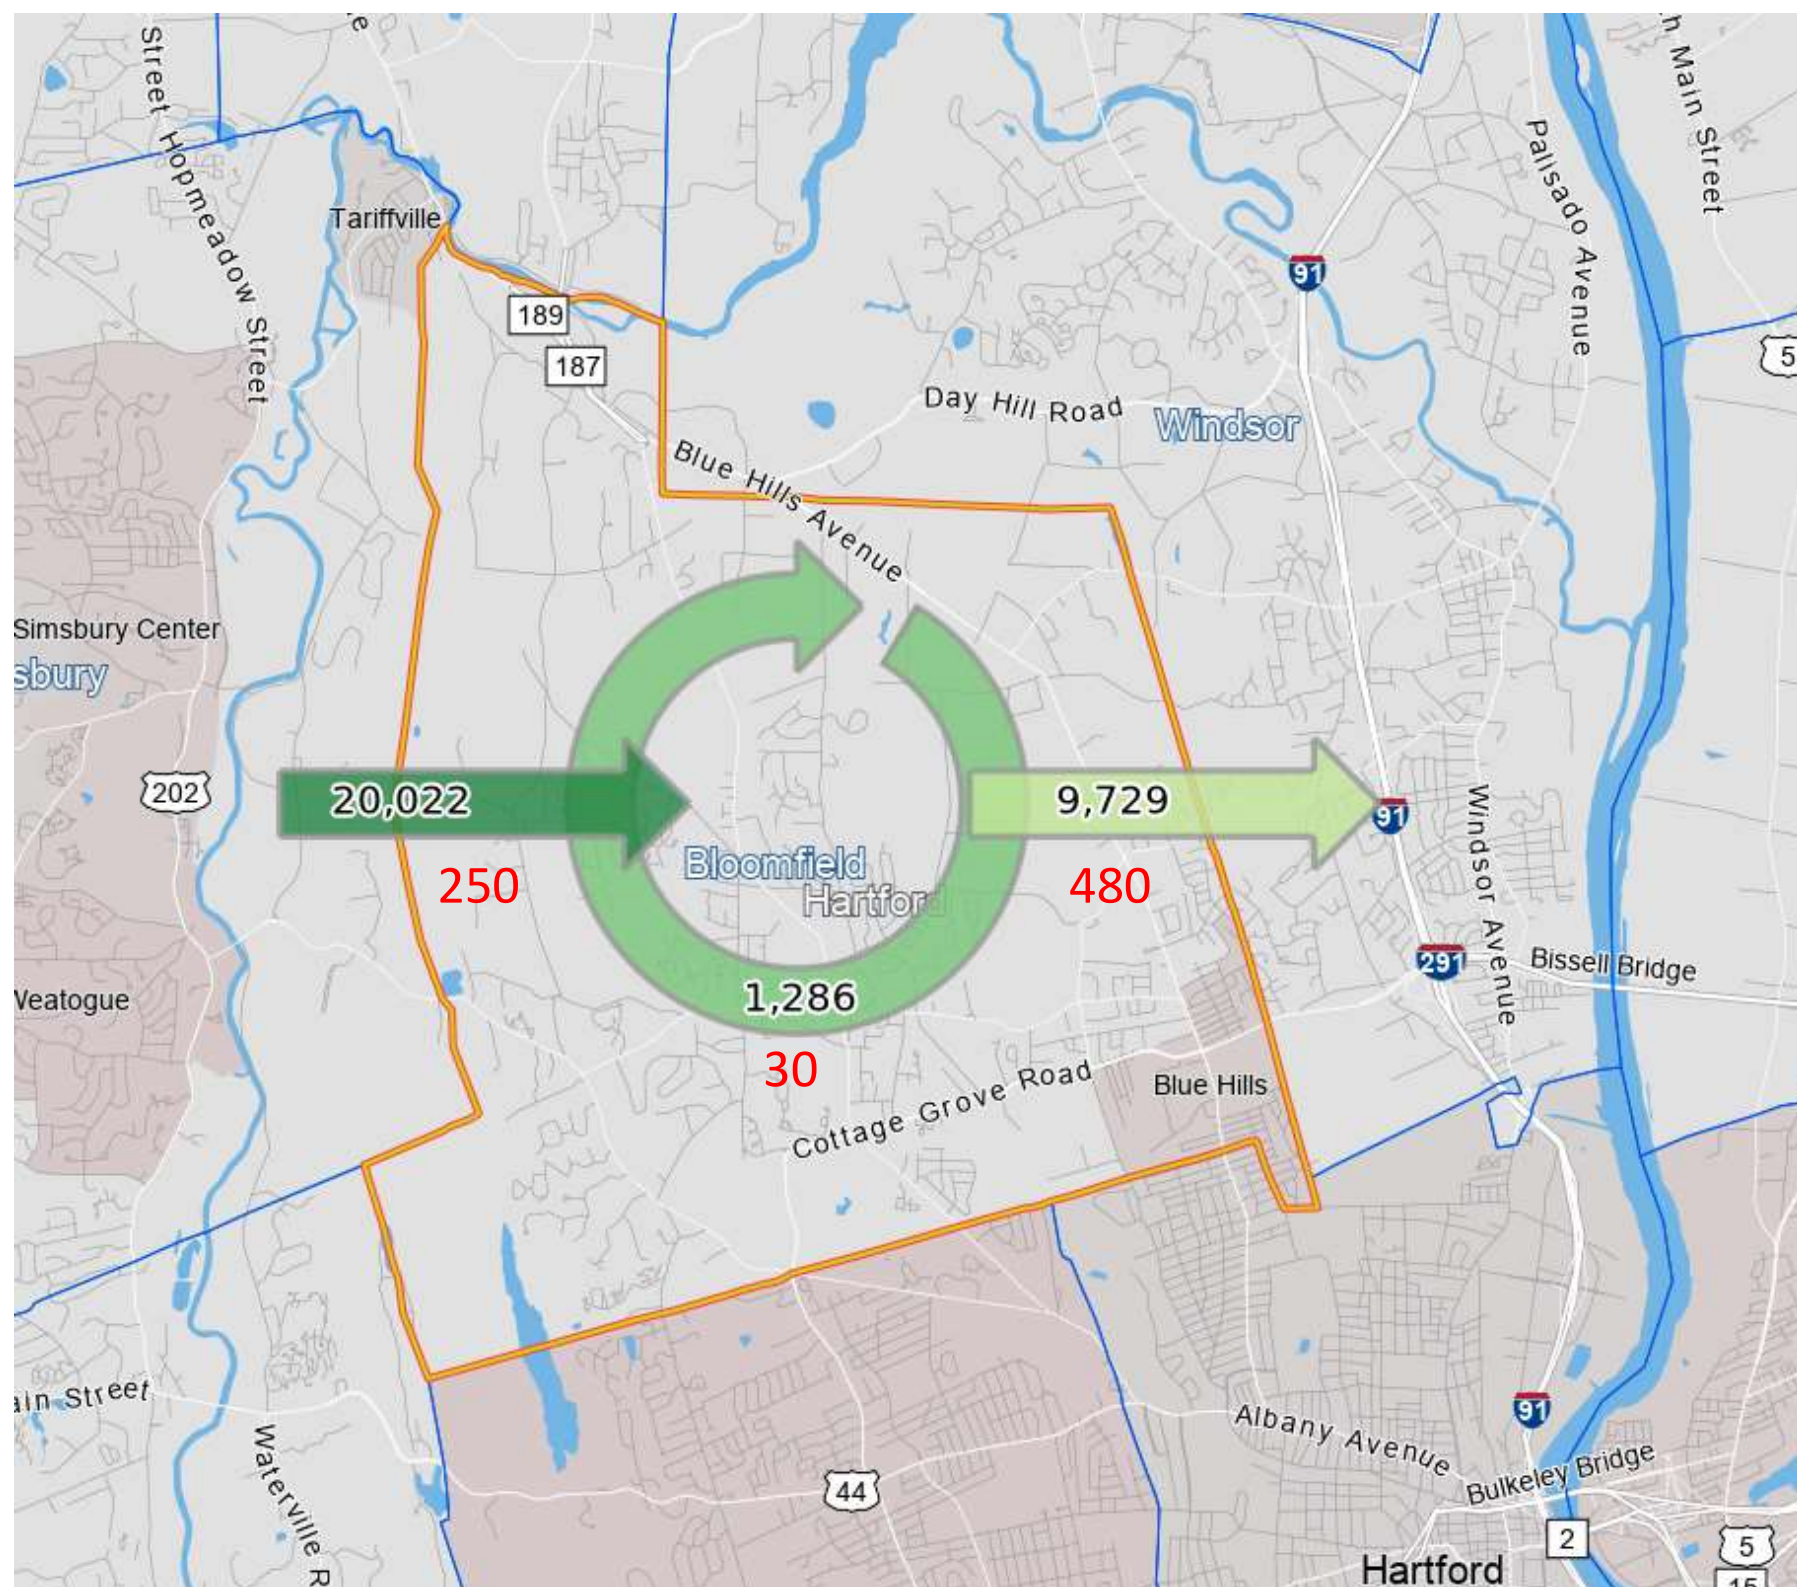 Street
Hopmeadow Street
h Main Street
Palisado Avenue
Tariffville
91
189
187
5
Day Hill Road
Windsor
Blue Hills Avenue
Simsbury Center
sbury
202
20,022
9,729
91
Windsor Avenue
Bloomfield
Hartford
250
480
291
Bissell Bridge
Weatogue
1,286
30
Cottage Grove Road
Blue Hills
ain Street
Waterville R
Albany Avenue
91
Bulkeley Bridge
44
2
5
Hartford
15